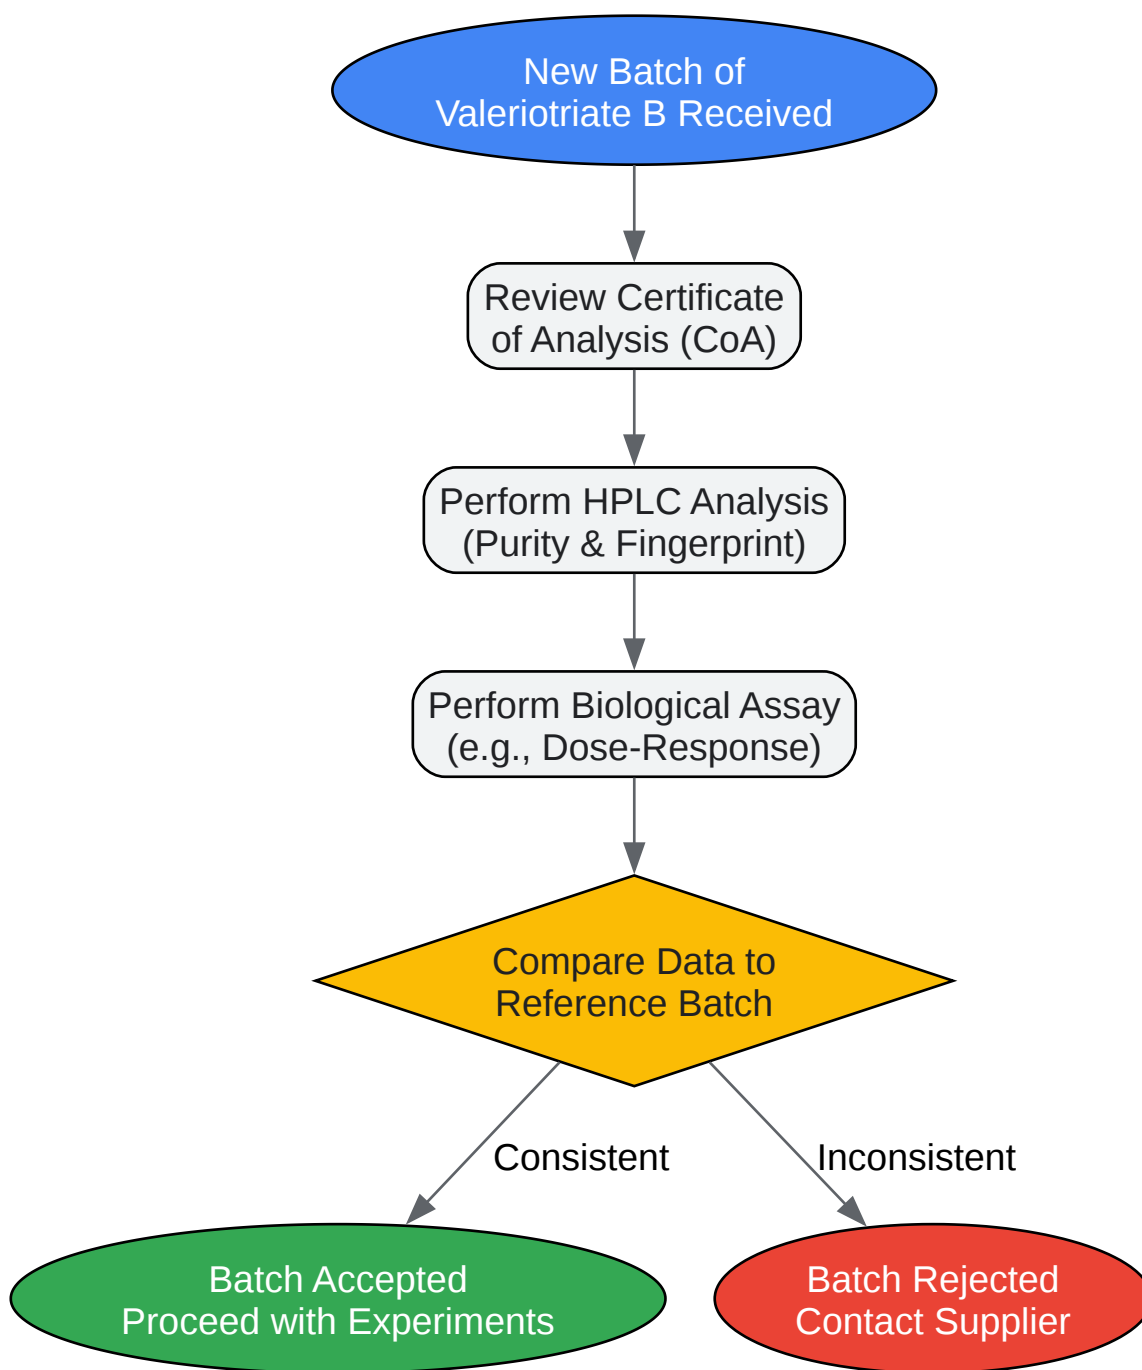 New Batch of
Valeriotriate B Received
Review Certificate
of Analysis (CoA)
Perform HPLC Analysis
(Purity & Fingerprint)
Perform Biological Assay
(e.g., Dose-Response)
Compare Data to
Reference Batch
Consistent
Inconsistent
Batch Accepted
Proceed with Experiments
Batch Rejected
Contact Supplier